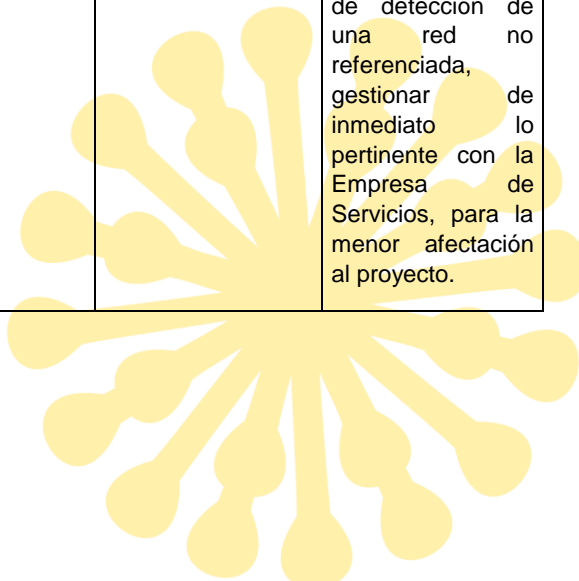 de detección de
una red no
referenciada,
gestionar de
inmediato lo
pertinente con la
Empresa de
Servicios, para la
menor afectación
al proyecto.